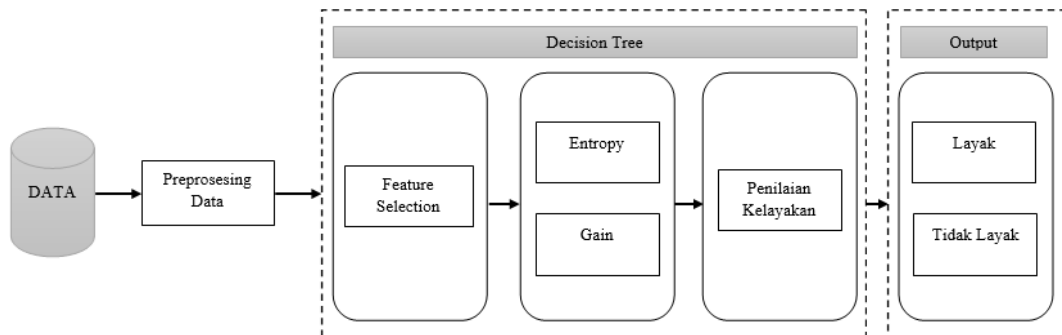 Decision Tree
Output
DATA
Preprosesing
Data
Feature
Selection
Entropy
Gain
Penilaian
Kelayakan
Layak
Tidak Layak